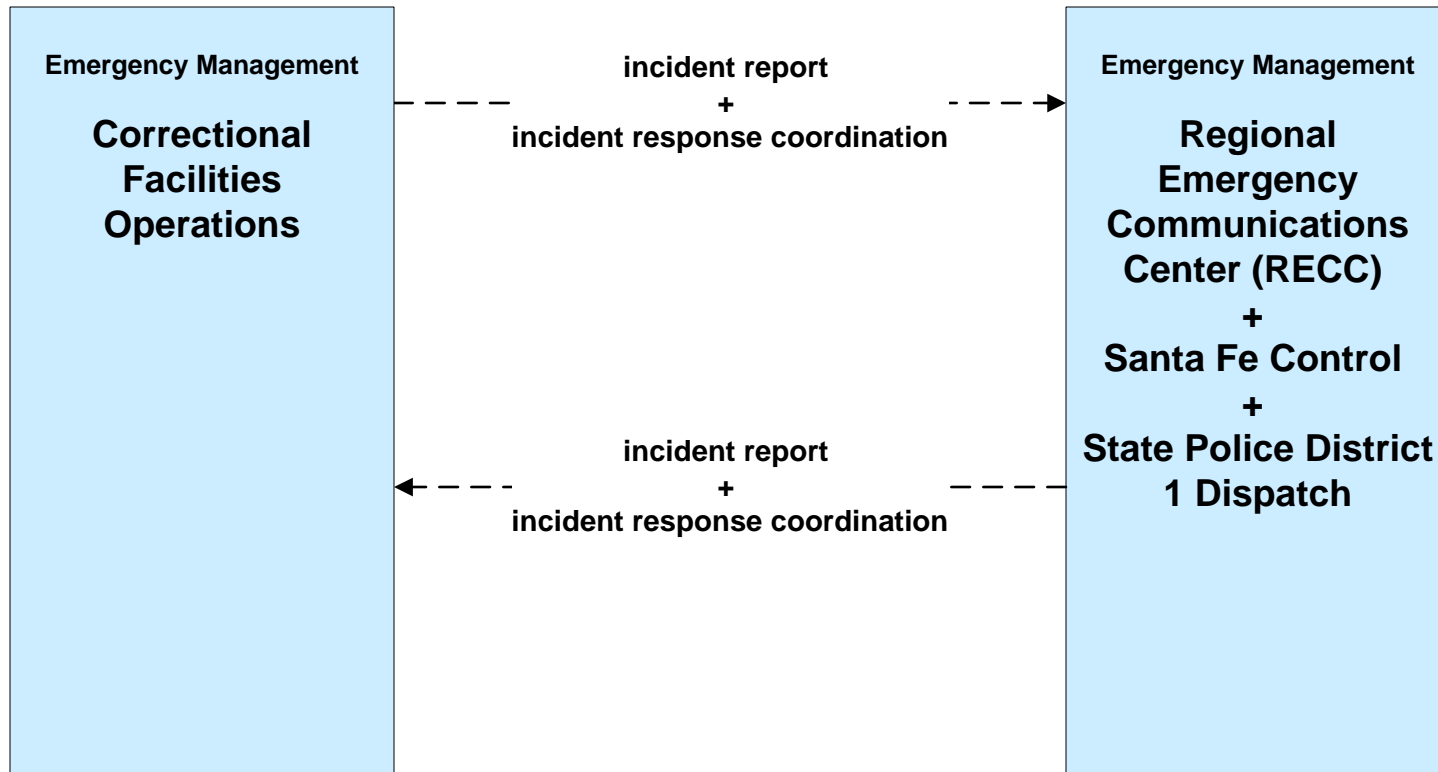 Emergency Management
Correctional
Facilities
Operations
incident report
+
incident response coordination
incident report
+
incident response coordination
Emergency Management
Regional
Emergency
Communications
Center (RECC)
+
Santa Fe Control
+
State Police District
1 Dispatch